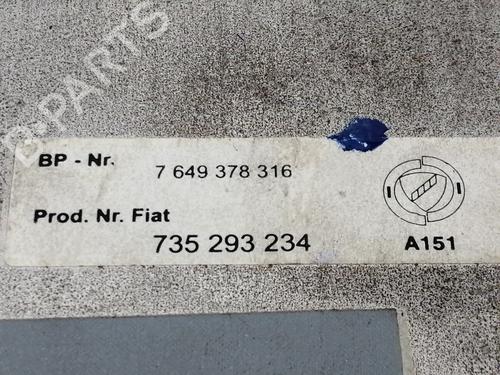 B-PARTS
BP - Nr. 7 649 378 316
Prod. Nr. Fiat
735 293 234 A151